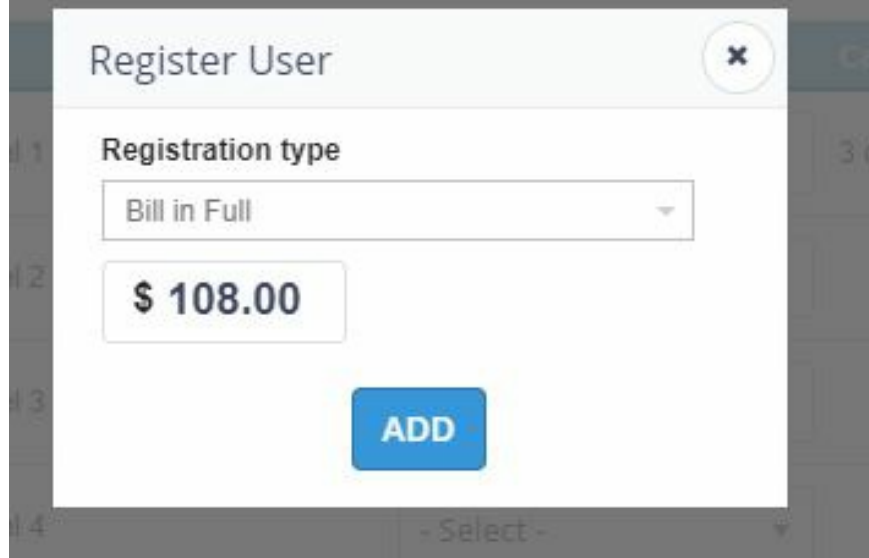 Register User
Registration type
Bill in Full
$ 108.00
ADD
- Select -